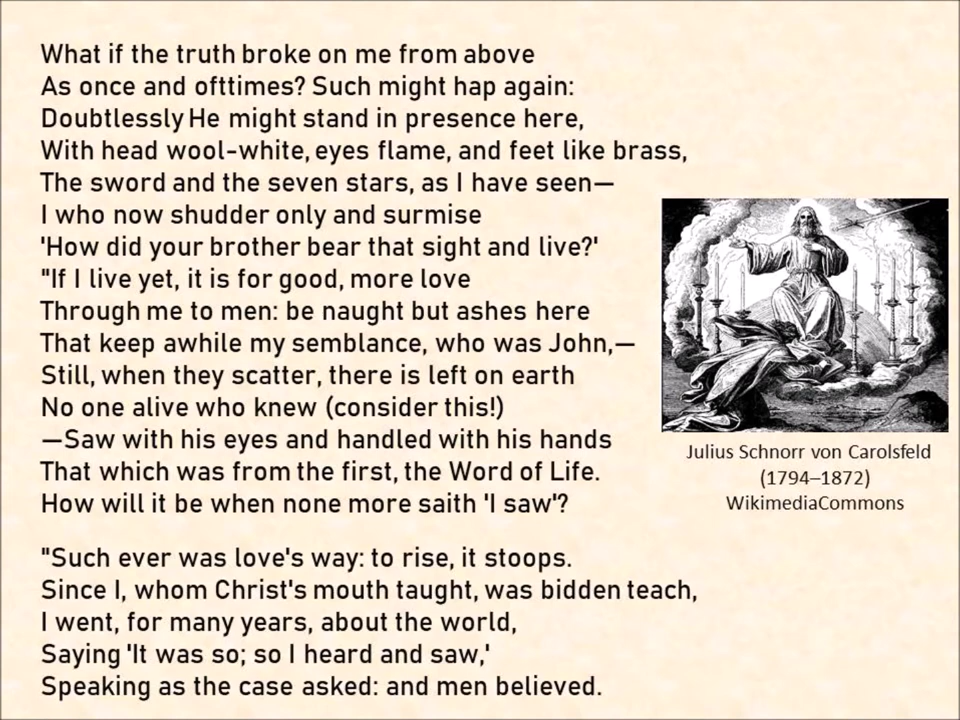 What if the truth broke on me from above
As once and ofttimes? Such might hap again:
Doubtlessly He might stand in presence here,
With head wool-white, eyes flame, and feet like brass,
The sword and the seven stars, as I have seen—
I who now shudder only and surmise
'How did your brother bear that sight and live?'
"If I live yet, it is for good, more love
Through me to men: be naught but ashes here
That keep awhile my semblance, who was John,—
Still, when they scatter, there is left on earth
No one alive who knew (consider this!)
—Saw with his eyes and handled with his hands
That which was from the first, the Word of Life.
How will it be when none more saith 'I saw'?
"Such ever was love's way: to rise, it stoops.
Since I, whom Christ's mouth taught, was bidden teach,
I went, for many years, about the world,
Saying 'It was so; so I heard and saw,'
Speaking as the case asked: and men believed.
Julius Schnorr von Carolsfeld
(1794–1872)
WikimediaCommons